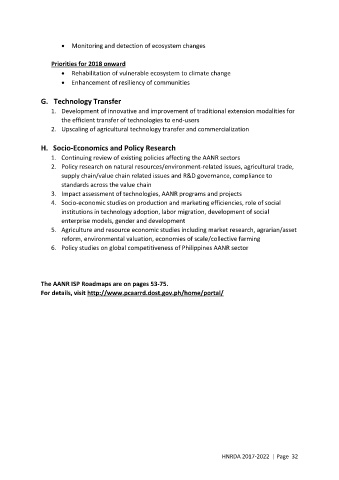 • Monitoring and detection of ecosystem changes
Priorities for 2018 onward
• Rehabilitation of vulnerable ecosystem to climate change
• Enhancement of resiliency of communities
G. Technology Transfer
1. Development of innovative and improvement of traditional extension modalities for
the efficient transfer of technologies to end-users
2. Upscaling of agricultural technology transfer and commercialization
H. Socio-Economics and Policy Research
1. Continuing review of existing policies affecting the AANR sectors
2. Policy research on natural resources/environment-related issues, agricultural trade,
supply chain/value chain related issues and R&D governance, compliance to
standards across the value chain
3. Impact assessment of technologies, AANR programs and projects
4. Socio-economic studies on production and marketing efficiencies, role of social
institutions in technology adoption, labor migration, development of social
enterprise models, gender and development
5. Agriculture and resource economic studies including market research, agrarian/asset
reform, environmental valuation, economies of scale/collective farming
6. Policy studies on global competitiveness of Philippines AANR sector
The AANR ISP Roadmaps are on pages 53-75.
For details, visit http://www.pcaarrd.dost.gov.ph/home/portal/
HNRDA 2017-2022 | Page 32